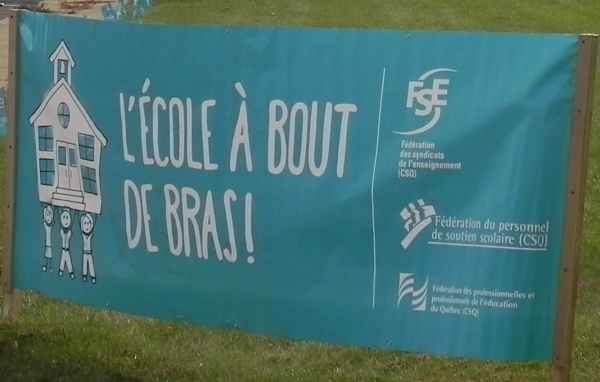 L'ÉCOLE À BOUT
DE BRAS!
FSE
Fédération
des syndicats
de l'enseignement
(CSQ)
Fédération du personnel
de soutien scolaire (CSQ)
Fédération des professionnelles et
professionnels de l'éducation
du Québec (CSQ)